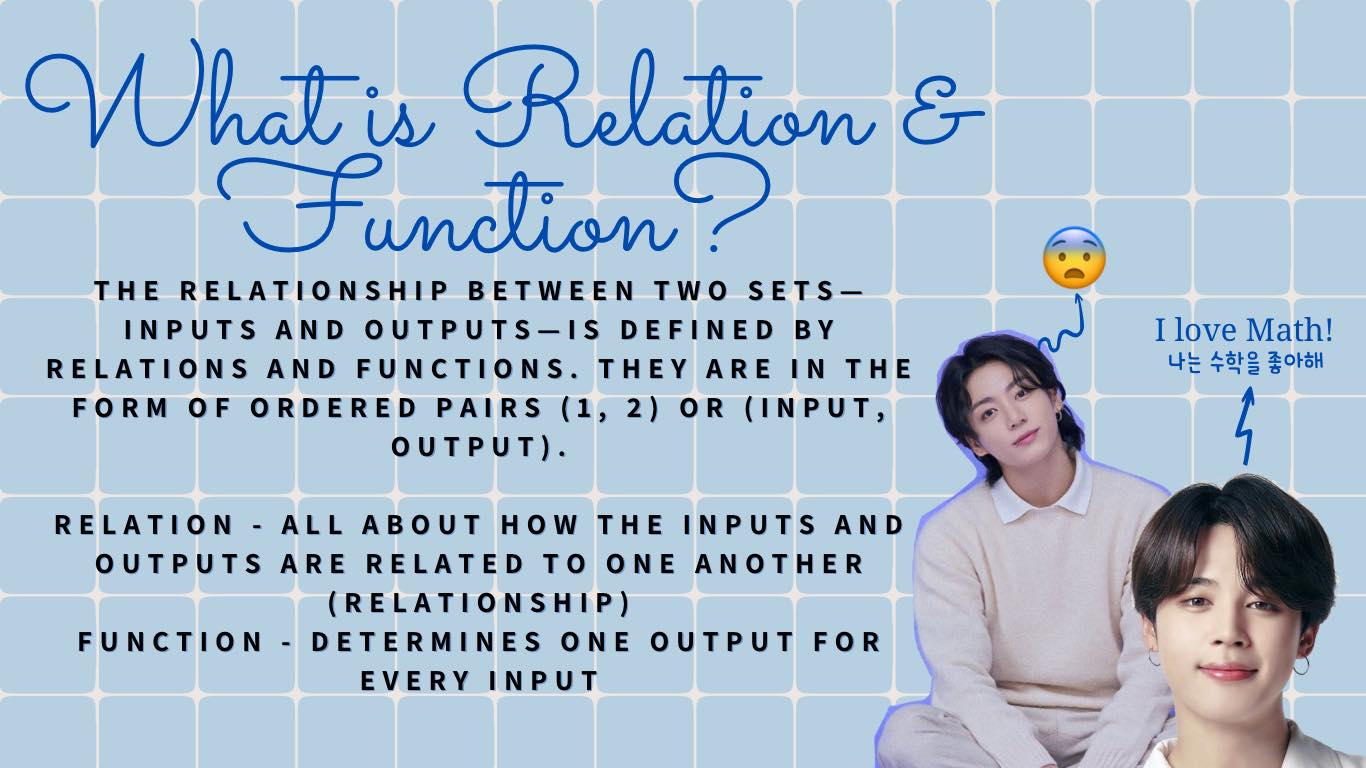 What is Relation &
Function?
THE RELATIONSHIP BETWEEN TWO SETS—
INPUTS AND OUTPUTS—IS DEFINED BY
RELATIONS AND FUNCTIONS. THEY ARE IN THE
FORM OF ORDERED PAIRS (1, 2) OR (INPUT,
OUTPUT).
RELATION - ALL ABOUT HOW THE INPUTS AND
OUTPUTS ARE RELATED TO ONE ANOTHER
(RELATIONSHIP)
FUNCTION - DETERMINES ONE OUTPUT FOR
EVERY INPUT
I love Math!
나는 수학을 좋아해